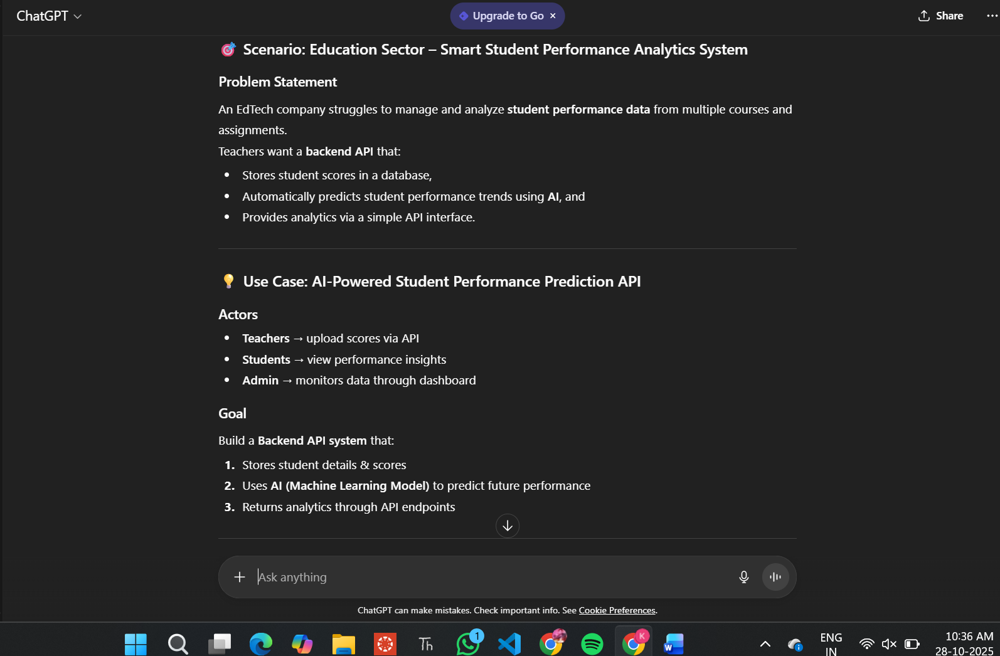 ChatGPT
Upgrade to Go ×
Share
Scenario: Education Sector – Smart Student Performance Analytics System
Problem Statement
An EdTech company struggles to manage and analyze student performance data from multiple courses and
assignments.
Teachers want a backend API that:
• Stores student scores in a database,
• Automatically predicts student performance trends using AI, and
• Provides analytics via a simple API interface.
Use Case: AI-Powered Student Performance Prediction API
Actors
• Teachers → upload scores via API
• Students → view performance insights
• Admin → monitors data through dashboard
Goal
Build a Backend API system that:
1. Stores student details & scores
2. Uses AI (Machine Learning Model) to predict future performance
3. Returns analytics through API endpoints
Ask anything
ChatGPT can make mistakes. Check important info. See Cookie Preferences.
Th
1
K
W
ENG
IN
10:36 AM
28-10-2025